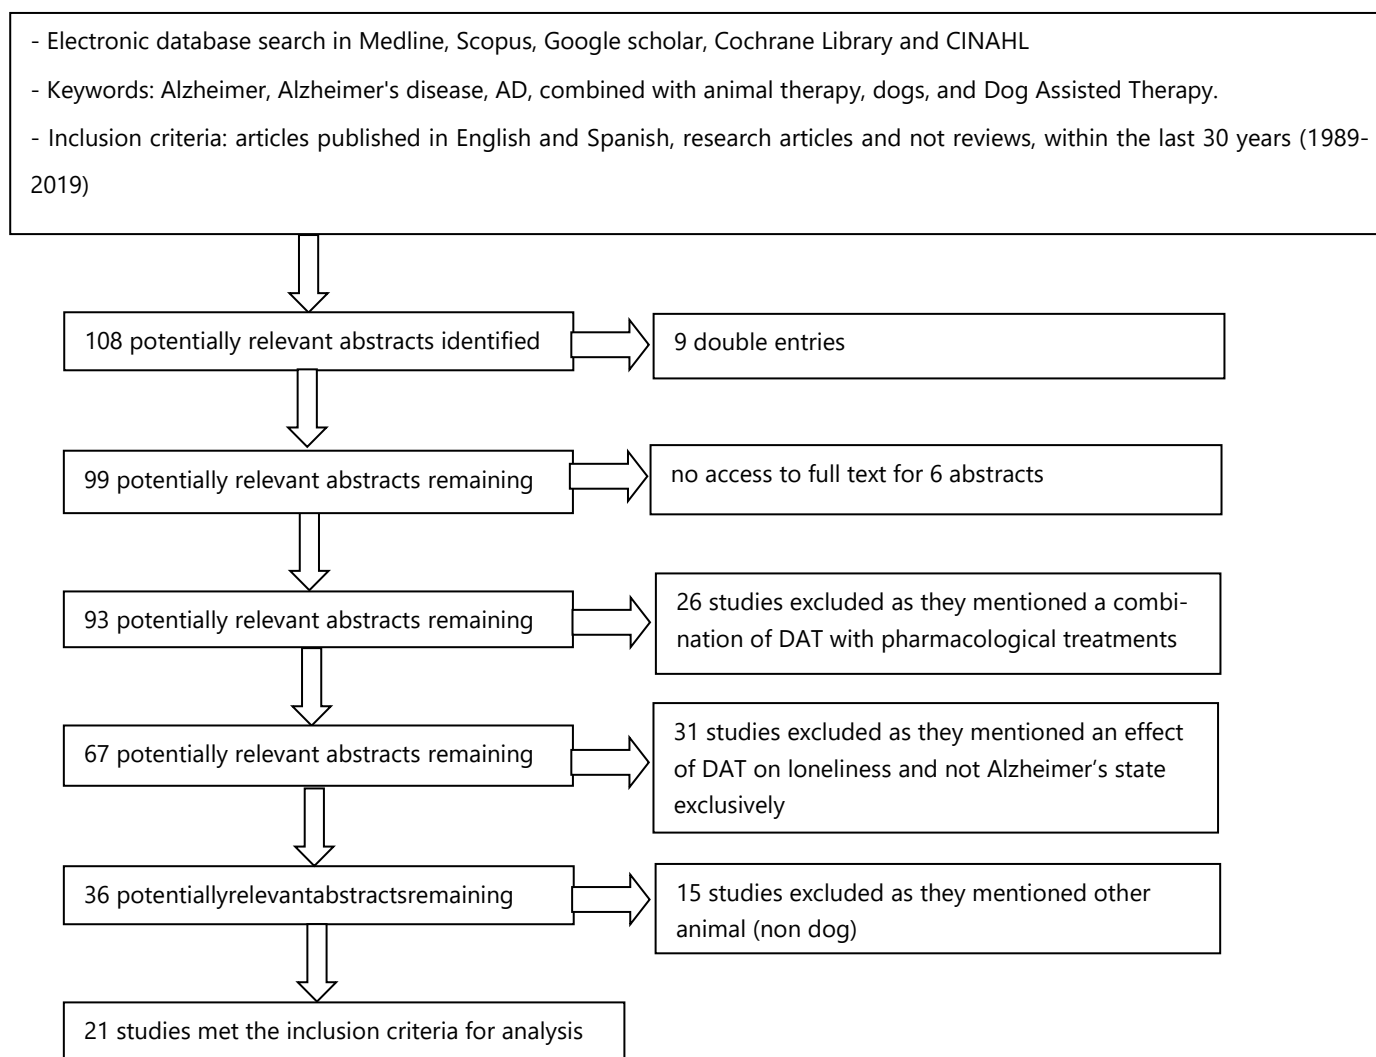 - Electronic database search in Medline, Scopus, Google scholar, Cochrane Library and CINAHL
- Keywords: Alzheimer, Alzheimer's disease, AD, combined with animal therapy, dogs, and Dog Assisted Therapy.
- Inclusion criteria: articles published in English and Spanish, research articles and not reviews, within the last 30 years (1989-
2019)
108 potentially relevant abstracts identified
9 double entries
99 potentially relevant abstracts remaining
no access to full text for 6 abstracts
93 potentially relevant abstracts remaining
26 studies excluded as they mentioned a combi-
nation of DAT with pharmacological treatments
67 potentially relevant abstracts remaining
31 studies excluded as they mentioned an effect
of DAT on loneliness and not Alzheimer’s state
exclusively
36 potentiallyrelevantabstractsremaining
15 studies excluded as they mentioned other
animal (non dog)
21 studies met the inclusion criteria for analysis